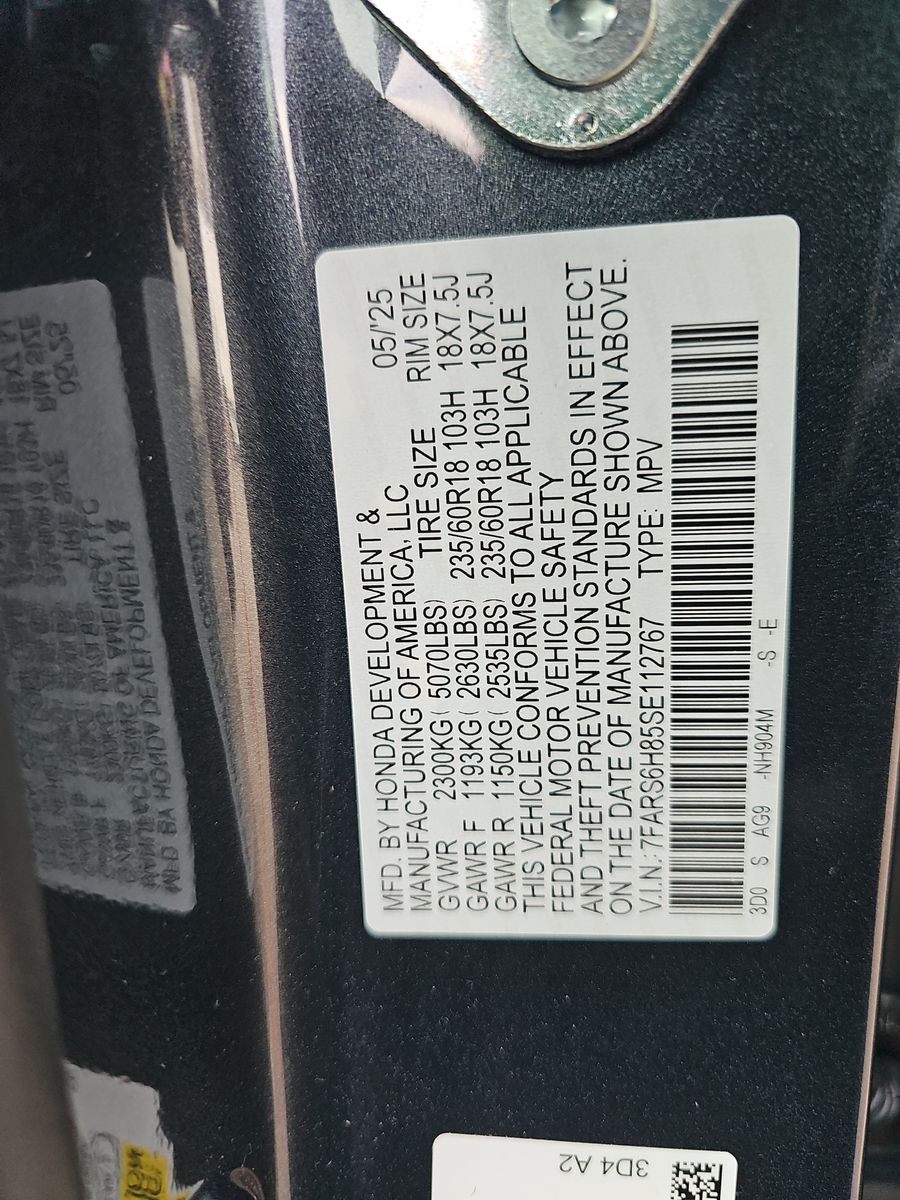 MFD. BY HONDA DEVELOPMENT & 05/'25
MANUFACTURING OF AMERICA, LLC
GVWR 2300KG( 5070LBS) TIRE SIZE RIM SIZE
GAWR F 1193KG( 2630LBS) 235/60R18 103H 18X7.5J
GAWR R 1150KG( 2535LBS) 235/60R18 103H 18X7.5J
THIS VEHICLE CONFORMS TO ALL APPLICABLE
FEDERAL MOTOR VEHICLE SAFETY
AND THEFT PREVENTION STANDARDS IN EFFECT
ON THE DATE OF MANUFACTURE SHOWN ABOVE.
V.I.N.: 7FARS6H85SE112767 TYPE: MPV
3D0 S AG9 -NH904M -S -E
3D4 A2